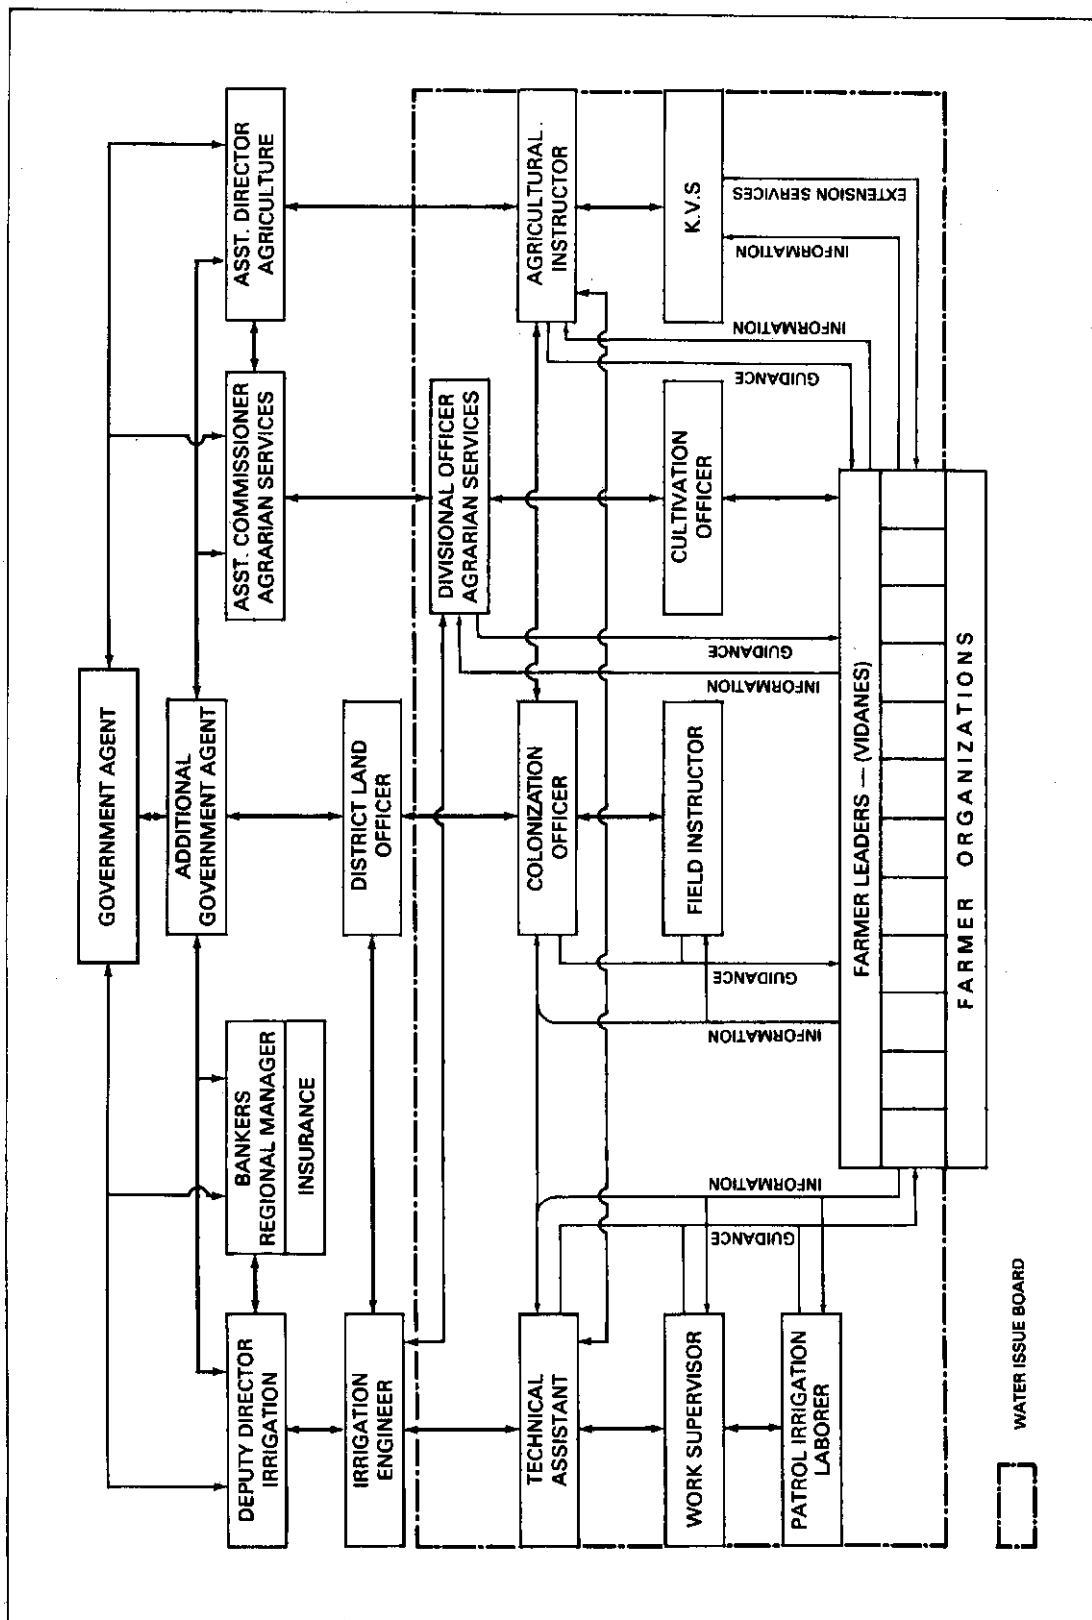 GOVERNMENT AGENT
ADDITIONAL
GOVERNMENT AGENT
DEPUTY DIRECTOR
IRRIGATION
BANKERS
REGIONAL MANAGER
INSURANCE
ASST. COMMISSIONER
AGRARIAN SERVICES
ASST. DIRECTOR
AGRICULTURE
IRRIGATION
ENGINEER
DISTRICT LAND
OFFICER
DIVISIONAL OFFICER
AGRARIAN SERVICES
TECHNICAL
ASSISTANT
COLONIZATION
OFFICER
AGRICULTURAL.
INSTRUCTOR
WORK SUPERVISOR
FIELD INSTRUCTOR
CULTIVATION
OFFICER
K.V.S
PATROL IRRIGATION
LABORER
GUIDANCE
INFORMATION
INFORMATION
GUIDANCE
INFORMATION
GUIDANCE
GUIDANCE
INFORMATION
INFORMATION
EXTENSION SERVICES
FARMER LEADERS — (VIDANES)
FARMER ORGANIZATIONS
WATER ISSUE BOARD